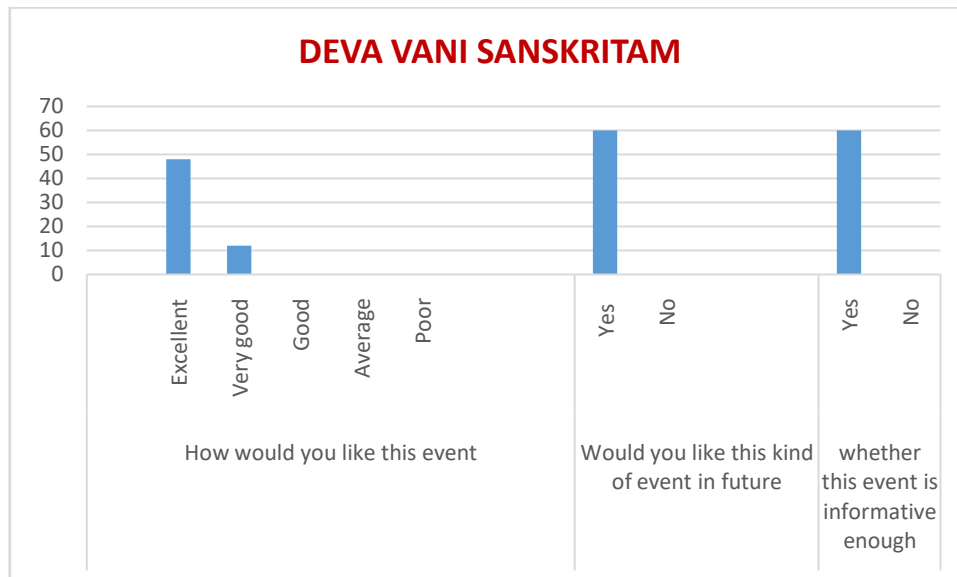 DEVA VANI SANSKRITAM
70
60
50
40
30
20
10
0
Excellent
Very good
Good
Average
Poor
Yes
No
Yes
No
How would you like this event
Would you like this kind
of event in future
whether
this event is
informative
enough